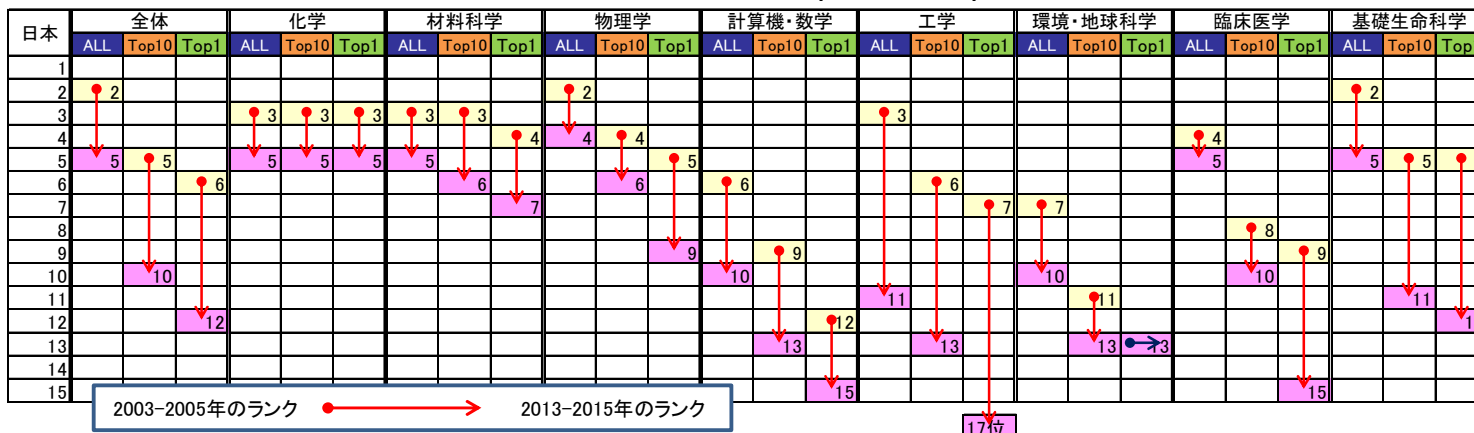 日本 全体 化学 材料科学 物理学 計算機・数学 工学 環境・地球科学 臨床医学 基礎生命科学
ALL Top10 Top1 ALL Top10 Top1 ALL Top10 Top1 ALL Top10 Top1 ALL Top10 Top1 ALL Top10 Top1 ALL Top10 Top1 ALL Top10 Top1 ALL Top10
1
2 2 2 2
3 3 3 3 3 3 3
4 4 4 4 4
5 5 5 5 5 5 5 5 5 5 5
6 6 6 6 6 6
7 7 7 7
8 8
9 9 9 9
10 10 10 10 10
11 11 11 11
12 12 12
13 13 13 13
14
15 15 15
2003-2005年のランク 2013-2015年のランク
17位